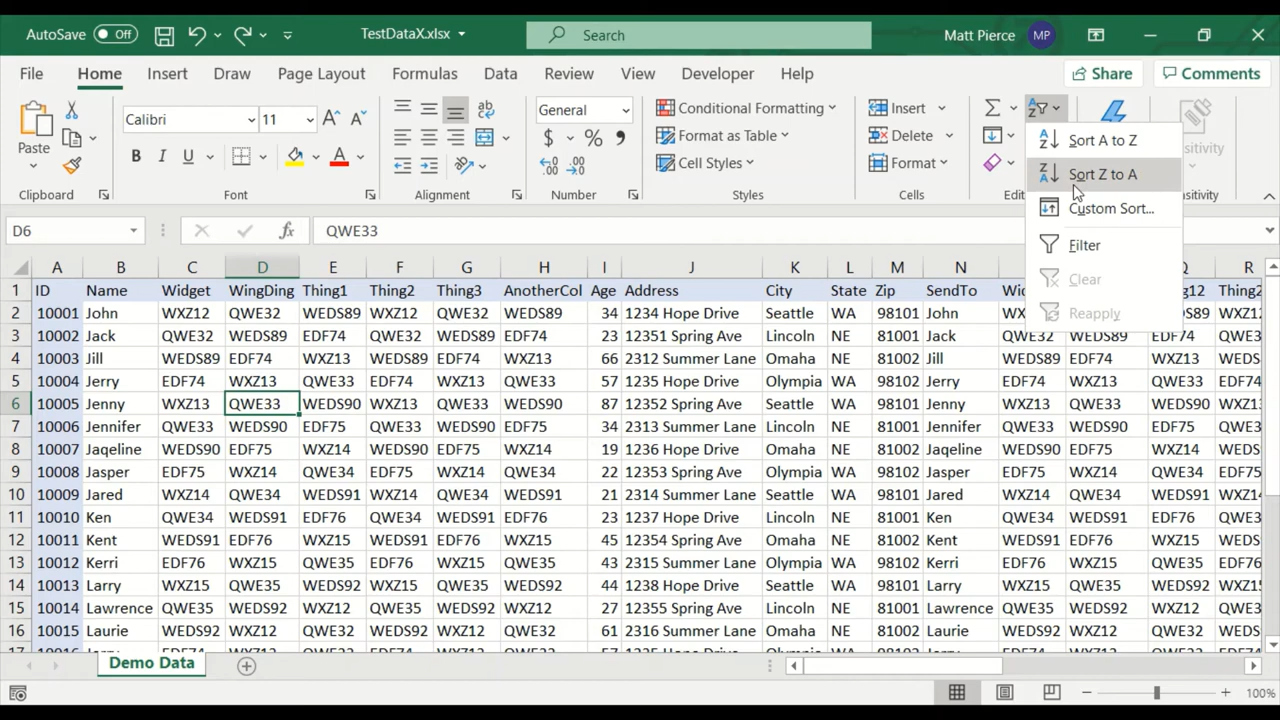 AutoSave Off TestDataX.xlsx Search Matt Pierce MP
File Home Insert Draw Page Layout Formulas Data Review View Developer Help Share Comments
Paste
Clipboard
Calibri 11
B I U
Font
Alignment
General
$ % ,
Number
Conditional Formatting
Format as Table
Cell Styles
Styles
Insert
Delete
Format
Cells
Sort A to Z
Sort Z to A
Custom Sort...
Filter
Clear
Reapply
D6 QWE33
A B C D E F G H I J K L M N Q R
1 ID Name Widget WingDing Thing1 Thing2 Thing3 AnotherCol Age Address City State Zip SendTo
2 10001 John WXZ12 QWE32 WEDS89 WXZ12 QWE32 WEDS89 34 1234 Hope Drive Seattle WA 98101 John
3 10002 Jack QWE32 WEDS89 EDF74 QWE32 WEDS89 EDF74 23 12351 Spring Ave Lincoln NE 81001 Jack
4 10003 Jill WEDS89 EDF74 WXZ13 WEDS89 EDF74 WXZ13 66 2312 Summer Lane Omaha NE 81002 Jill WEDS89 EDF74 WXZ13 WEDS89
5 10004 Jerry EDF74 WXZ13 QWE33 EDF74 WXZ13 QWE33 57 1235 Hope Drive Olympia WA 98102 Jerry EDF74 WXZ13 QWE33 EDF74
6 10005 Jenny WXZ13 QWE33 WEDS90 WXZ13 QWE33 WEDS90 87 12352 Spring Ave Seattle WA 98101 Jenny WXZ13 QWE33 WEDS90 WXZ13
7 10006 Jennifer QWE33 WEDS90 EDF75 QWE33 WEDS90 EDF75 34 2313 Summer Lane Lincoln NE 81001 Jennifer QWE33 WEDS90 EDF75 QWE33
8 10007 Jaqeline WEDS90 EDF75 WXZ14 WEDS90 EDF75 WXZ14 19 1236 Hope Drive Omaha NE 81002 Jaqeline WEDS90 EDF75 WXZ14 WEDS9
9 10008 Jasper EDF75 WXZ14 QWE34 EDF75 WXZ14 QWE34 22 12353 Spring Ave Olympia WA 98102 Jasper EDF75 WXZ14 QWE34 EDF75
10 10009 Jared WXZ14 QWE34 WEDS91 WXZ14 QWE34 WEDS91 21 2314 Summer Lane Seattle WA 98101 Jared WXZ14 QWE34 WEDS91 WXZ14
11 10010 Ken QWE34 WEDS91 EDF76 QWE34 WEDS91 EDF76 23 1237 Hope Drive Lincoln NE 81001 Ken QWE34 WEDS91 EDF76 QWE34
12 10011 Kent WEDS91 EDF76 WXZ15 WEDS91 EDF76 WXZ15 45 12354 Spring Ave Omaha NE 81002 Kent WEDS91 EDF76 WXZ15 WEDS9
13 10012 Kerri EDF76 WXZ15 QWE35 EDF76 WXZ15 QWE35 43 2315 Summer Lane Olympia WA 98102 Kerri EDF76 WXZ15 QWE35 EDF76
14 10013 Larry WXZ15 QWE35 WEDS92 WXZ15 QWE35 WEDS92 44 1238 Hope Drive Seattle WA 98101 Larry WXZ15 QWE35 WEDS92 WXZ15
15 10014 Lawrence QWE35 WEDS92 WXZ12 QWE35 WEDS92 WXZ12 27 12355 Spring Ave Lincoln NE 81001 Lawrence QWE35 WEDS92 WXZ12 QWE35
16 10015 Laurie WEDS92 WXZ12 QWE32 WEDS92 WXZ12 QWE32 61 2316 Summer Lane Omaha NE 81002 Laurie WEDS92 WXZ12 QWE32 WEDS9
Demo Data
100%